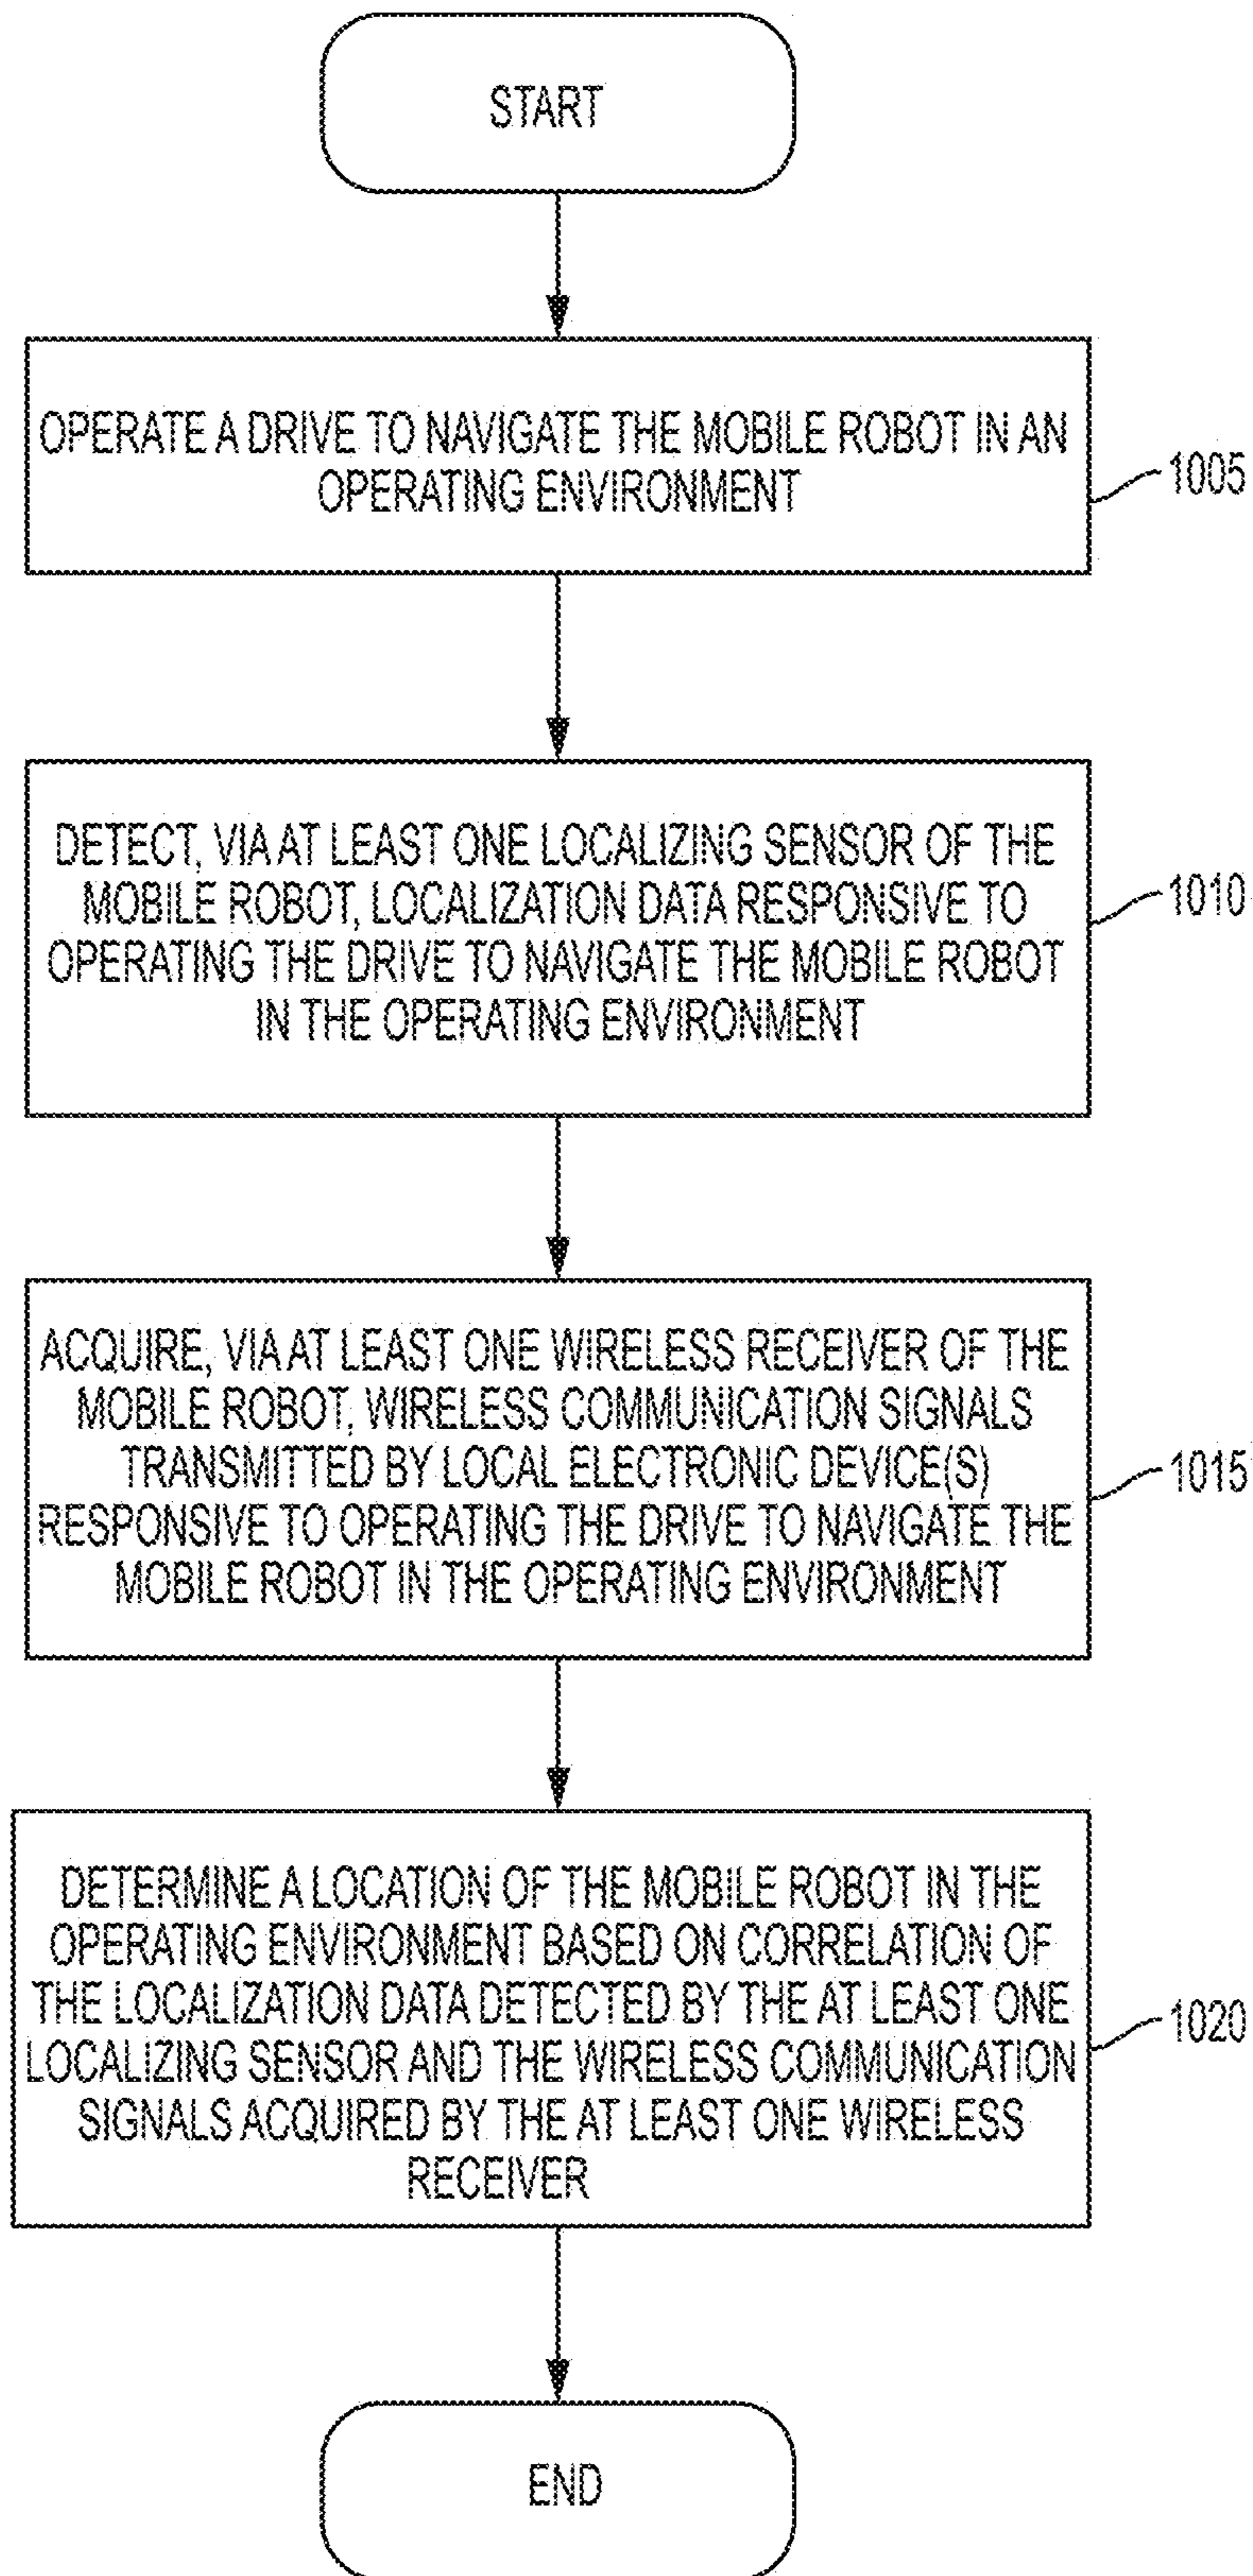 START
OPERATE A DRIVE TO NAVIGATE THE MOBILE ROBOT IN AN
OPERATING ENVIRONMENT
1005
DETECT, VIA AT LEAST ONE LOCALIZING SENSOR OF THE
MOBILE ROBOT, LOCALIZATION DATA RESPONSIVE TO
OPERATING THE DRIVE TO NAVIGATE THE MOBILE ROBOT
IN THE OPERATING ENVIRONMENT
1010
ACQUIRE, VIA AT LEAST ONE WIRELESS RECEIVER OF THE
MOBILE ROBOT, WIRELESS COMMUNICATION SIGNALS
TRANSMITTED BY LOCAL ELECTRONIC DEVICE(S)
RESPONSIVE TO OPERATING THE DRIVE TO NAVIGATE THE
MOBILE ROBOT IN THE OPERATING ENVIRONMENT
1015
DETERMINE A LOCATION OF THE MOBILE ROBOT IN THE
OPERATING ENVIRONMENT BASED ON CORRELATION OF
THE LOCALIZATION DATA DETECTED BY THE AT LEAST ONE
LOCALIZING SENSOR AND THE WIRELESS COMMUNICATION
SIGNALS ACQUIRED BY THE AT LEAST ONE WIRELESS
RECEIVER
1020
END